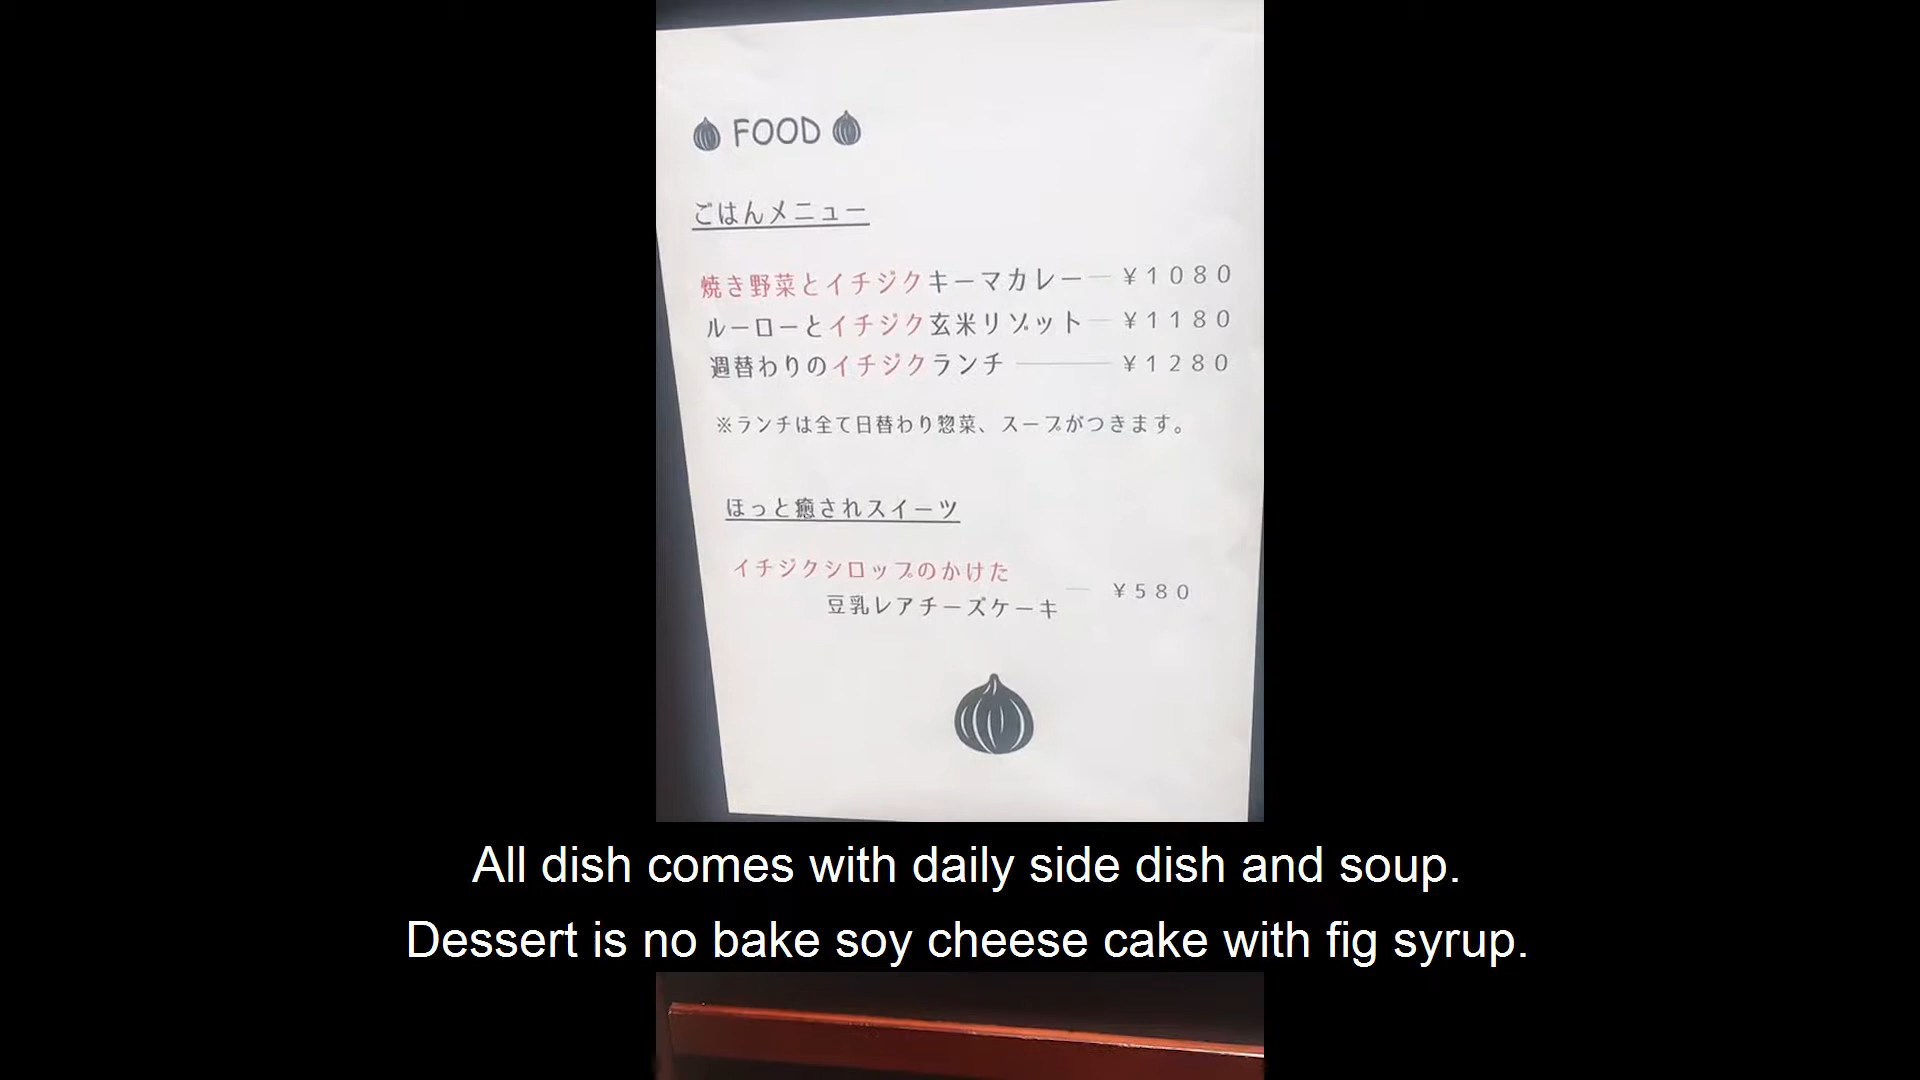 FOOD
ごはんメニュー
焼き野菜とイチジクキーマカレー ¥1080
ルーローとイチジク玄米リゾット ¥1180
週替わりのイチジクランチ ¥1280
※ランチは全て日替わり惣菜、スープがつきます。
ほっと癒されスイーツ
イチジクシロップのかけた
豆乳レアチーズケーキ ¥580
All dish comes with daily side dish and soup.
Dessert is no bake soy cheese cake with fig syrup.